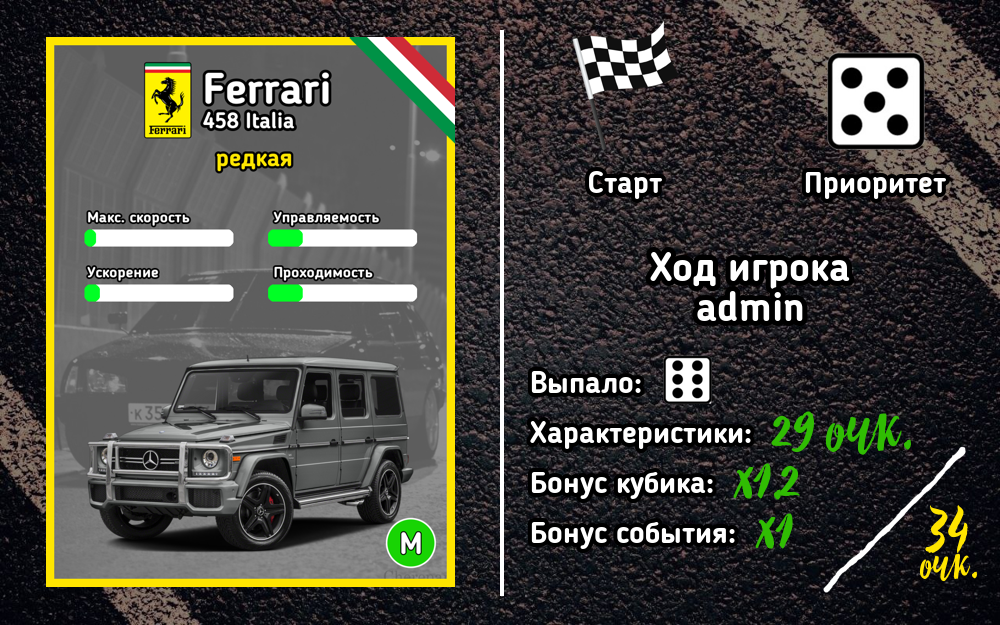 Ferrari
Ferrari
458 Italia
редкая
Макс. скорость
Управляемость
Ускорение
Проходимость
M
Старт
Приоритет
Ход игрока
admin
Выпало:
Характеристики: 29 очк.
Бонус кубика: X1.2
Бонус события: X1
34
очк.